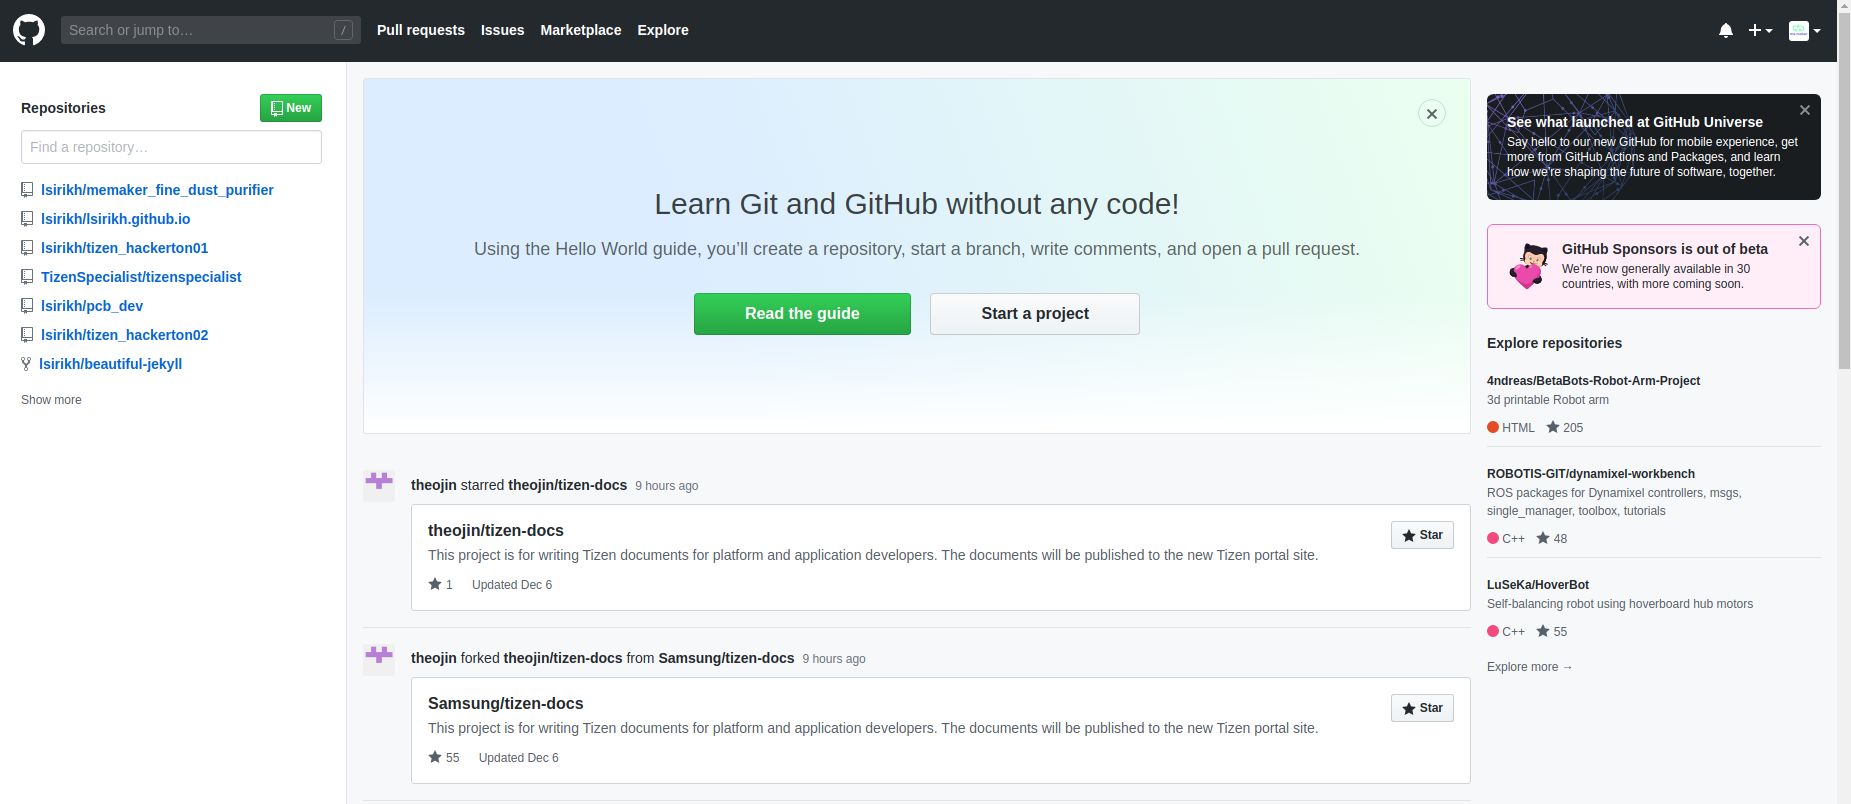 Search or jump to…
/
Pull requests
Issues
Marketplace
Explore
Repositories
New
Find a repository…
lsirikh/memaker_fine_dust_purifier
lsirikh/lsirikh.github.io
lsirikh/tizen_hackerton01
TizenSpecialist/tizenspecialist
lsirikh/pcb_dev
lsirikh/tizen_hackerton02
lsirikh/beautiful-jekyll
Show more
Learn Git and GitHub without any code!
Using the Hello World guide, you’ll create a repository, start a branch, write comments, and open a pull request.
Read the guide
Start a project
theojin starred theojin/tizen-docs 9 hours ago
theojin/tizen-docs
Star
This project is for writing Tizen documents for platform and application developers. The documents will be published to the new Tizen portal site.
1 Updated Dec 6
theojin forked theojin/tizen-docs from Samsung/tizen-docs 9 hours ago
Samsung/tizen-docs
Star
This project is for writing Tizen documents for platform and application developers. The documents will be published to the new Tizen portal site.
55 Updated Dec 6
See what launched at GitHub Universe
Say hello to our new GitHub for mobile experience, get
more from GitHub Actions and Packages, and learn
how we're shaping the future of software, together.
GitHub Sponsors is out of beta
We're now generally available in 30
countries, with more coming soon.
Explore repositories
4ndreas/BetaBots-Robot-Arm-Project
3d printable Robot arm
HTML 205
ROBOTIS-GIT/dynamixel-workbench
ROS packages for Dynamixel controllers, msgs,
single_manager, toolbox, tutorials
C++ 48
LuSeKa/HoverBot
Self-balancing robot using hoverboard hub motors
C++ 55
Explore more →